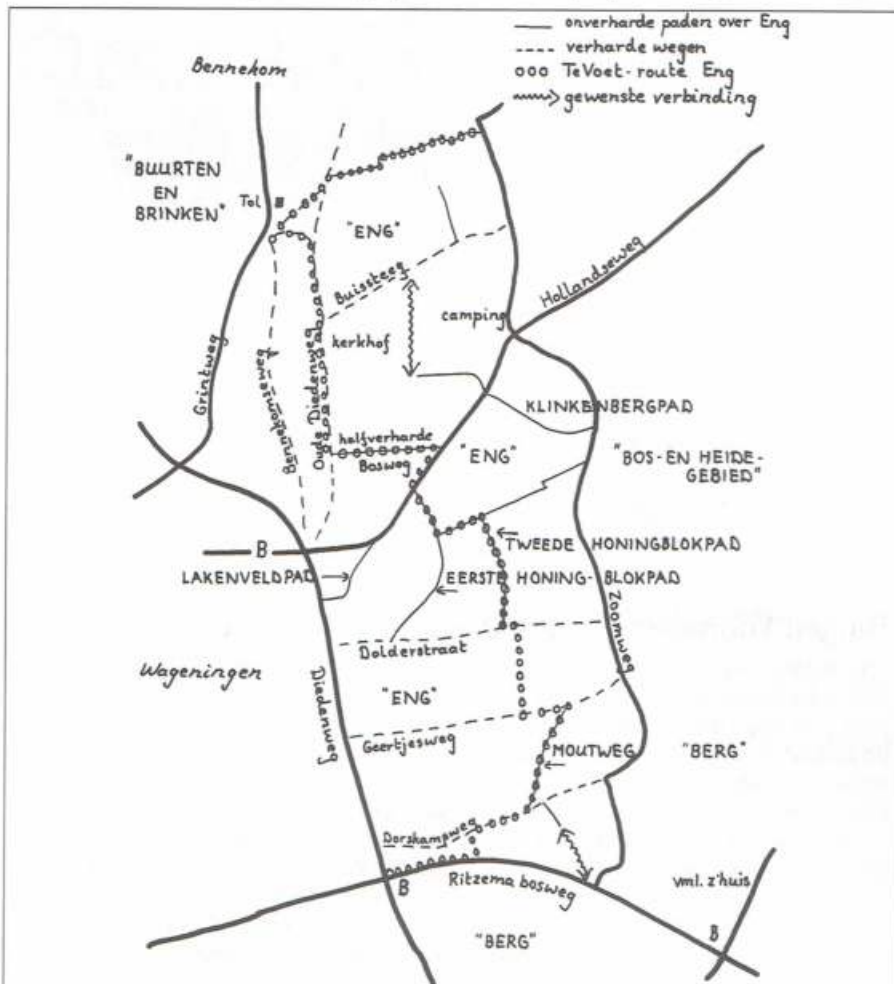 onverharde paden over Eng
verharde wegen
TeVoet-route Eng
gewenste verbinding
Bennekom
"BUURTEN
EN
BRINKEN"
Tol
"ENG"
Buissteeg
Hollandseweg
camping
kerkhof
Grintweg
Bennekomseweg
Oude Diedenweg
KLINKENBERGPAD
halfverharde
Bosweg
"ENG"
"BOS- EN HEIDE-
GEBIED"
B
TWEEDE HONINGBLOKPAD
LAKENVELDPAD
EERSTE HONING-BLOKPAD
Zoomweg
Dolderstraat
Wageningen
Diedenweg
"ENG"
Geertjesweg
MOUTWEG
"BERG"
Dorskampweg
B
Ritzema bosweg
vml. z'huis
B
"BERG"